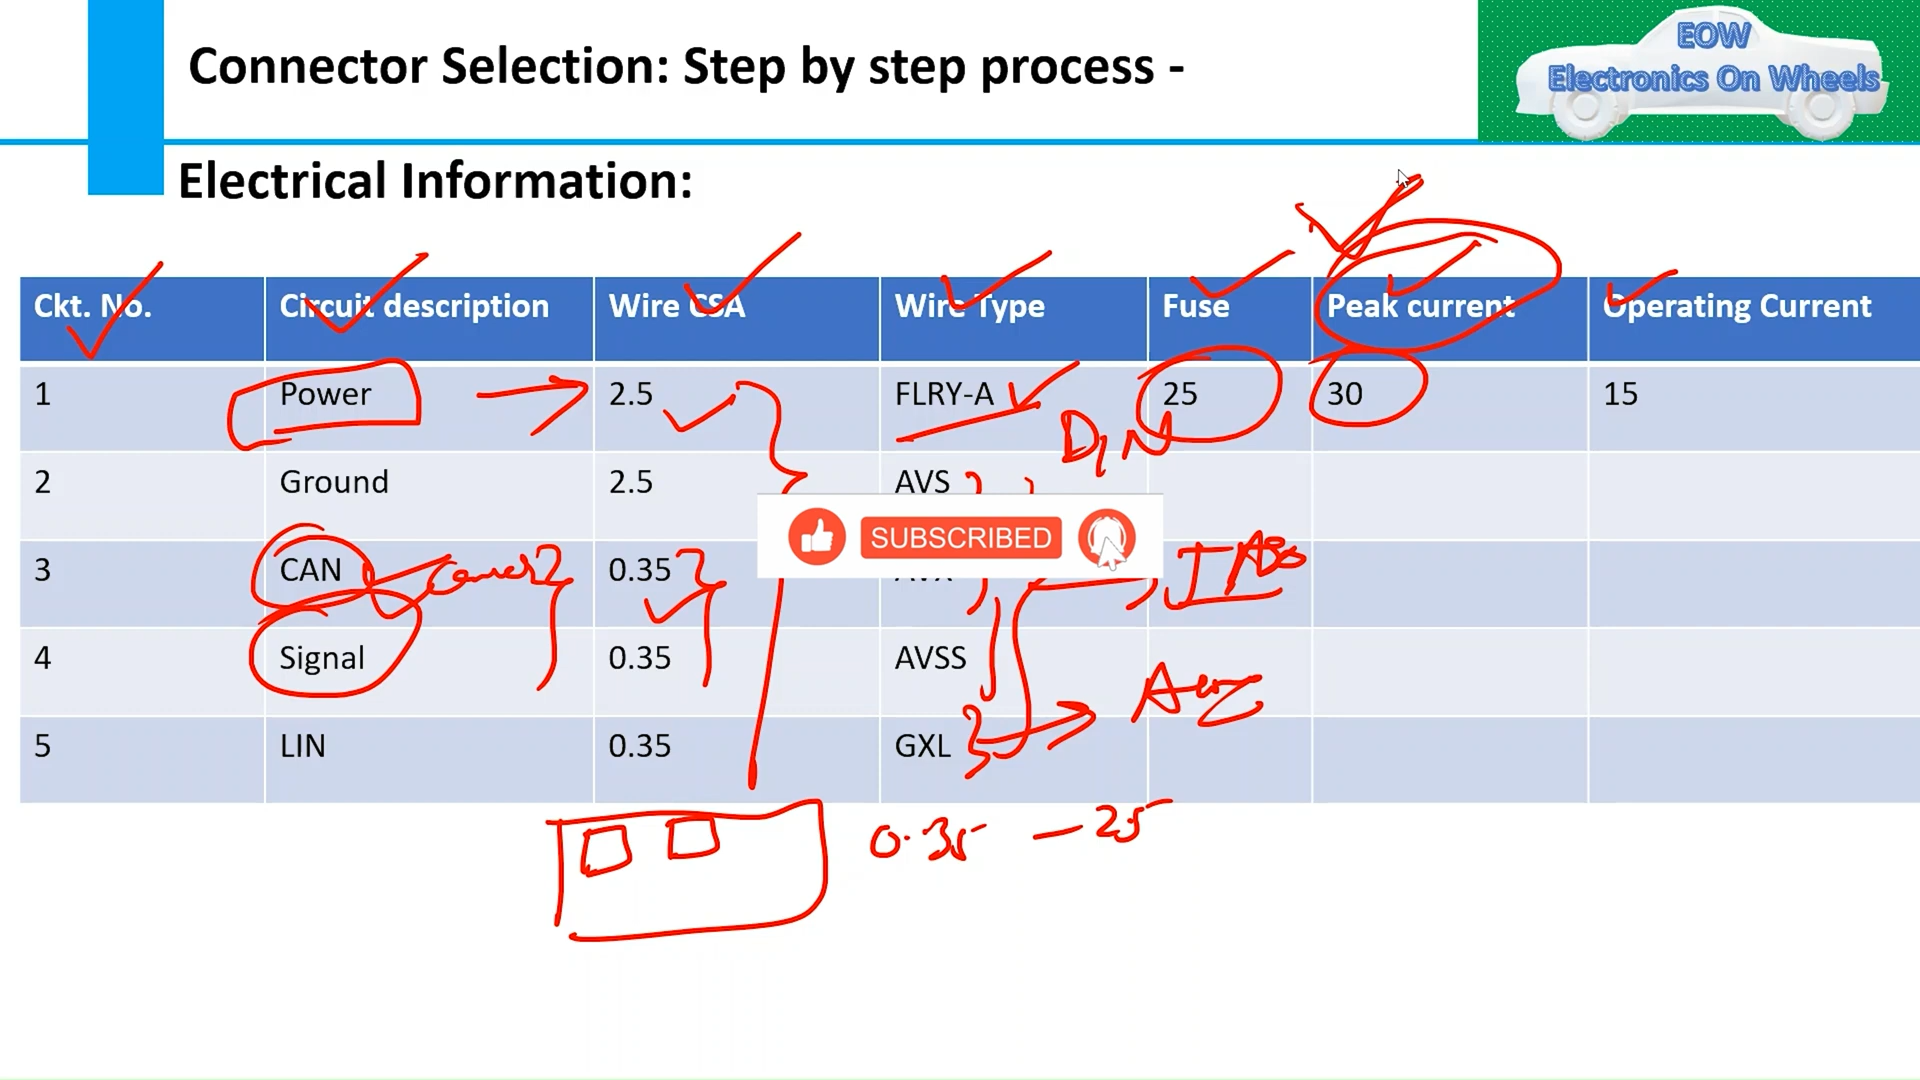 Connector Selection: Step by step process -
EOW
Electronics On Wheels
Electrical Information:
Ckt. No. Circuit description Wire CSA Wire Type Fuse Peak current Operating Current
1 Power 2.5 FLRY-A 25 30 15
DIN
2 Ground 2.5 AVS
SUBSCRIBED
3 CAN 0.35
4 Signal 0.35 AVSS
5 LIN 0.35 GXL
0.35 - 25